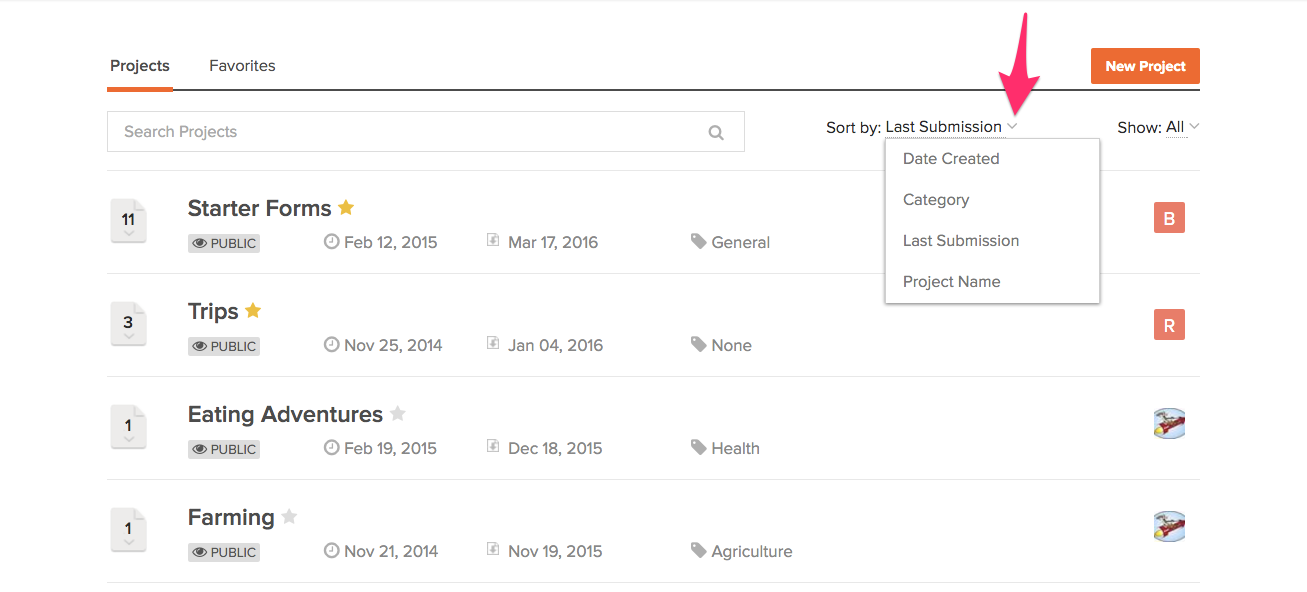 Projects Favorites New Project
Search Projects Sort by: Last Submission Show: All
Date Created
Category
Last Submission
Project Name
11 Starter Forms B
PUBLIC Feb 12, 2015 Mar 17, 2016 General
3 Trips R
PUBLIC Nov 25, 2014 Jan 04, 2016 None
1 Eating Adventures
PUBLIC Feb 19, 2015 Dec 18, 2015 Health
1 Farming
PUBLIC Nov 21, 2014 Nov 19, 2015 Agriculture